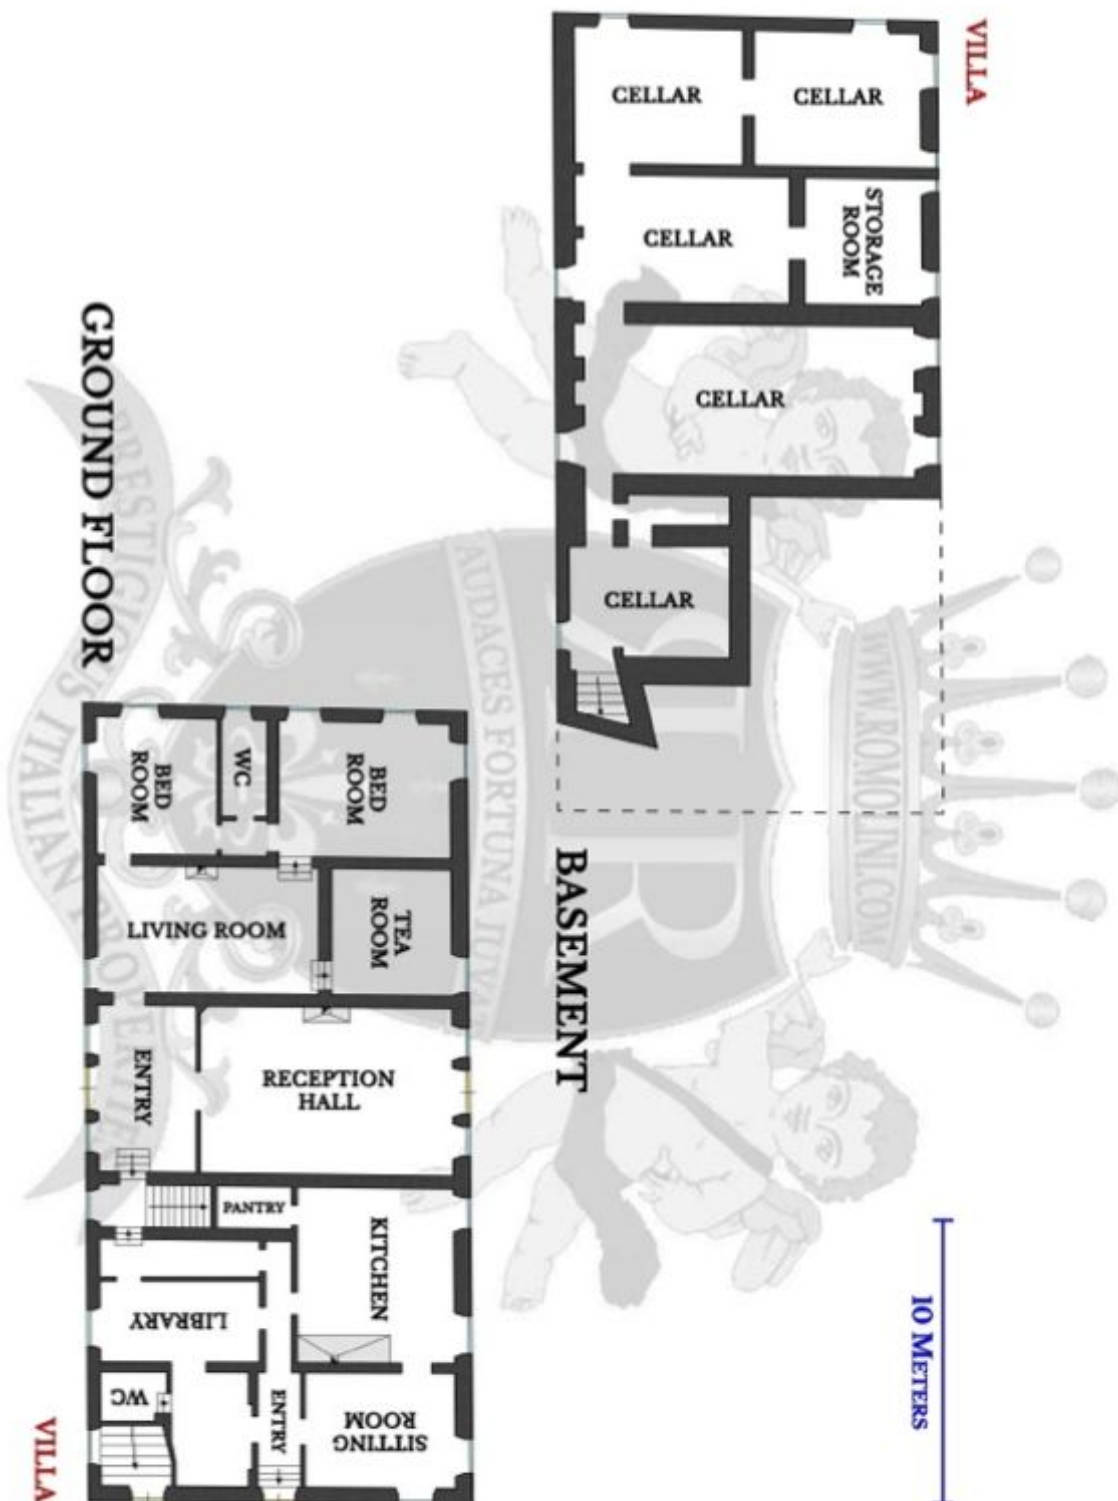 VILLA
CELLAR
CELLAR
CELLAR
STORAGE
ROOM
CELLAR
CELLAR
BASEMENT
GROUND FLOOR
BED
ROOM
WC
BED
ROOM
LIVING ROOM
TEA
ROOM
ENTRY
RECEPTION
HALL
PANTRY
KITCHEN
LIBRARY
WC
ENTRY
SITTING
ROOM
VILLA
10 METERS
WWW.ROMOLINI.COM
AUDACES FORTUNA JUVAT
ITALIAN